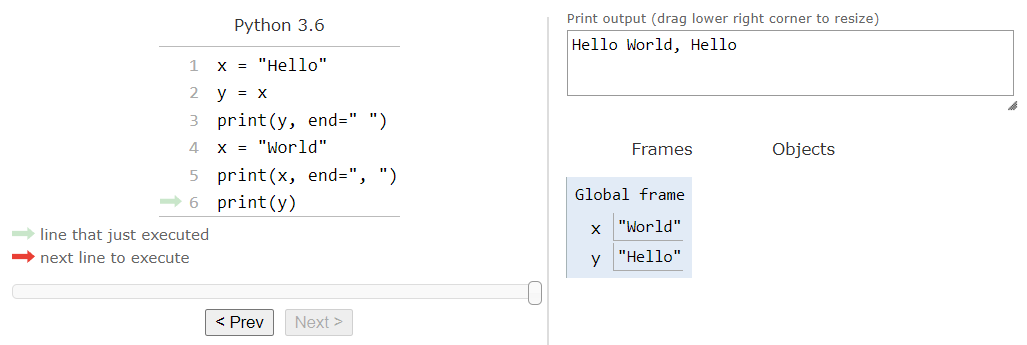 Python 3.6
1 x = "Hello"
2 y = x
3 print(y, end=" ")
4 x = "World"
5 print(x, end=", ")
6 print(y)
line that just executed
next line to execute
< Prev
Next >
Print output (drag lower right corner to resize)
Hello World, Hello
Frames
Objects
Global frame
x "World"
y "Hello"